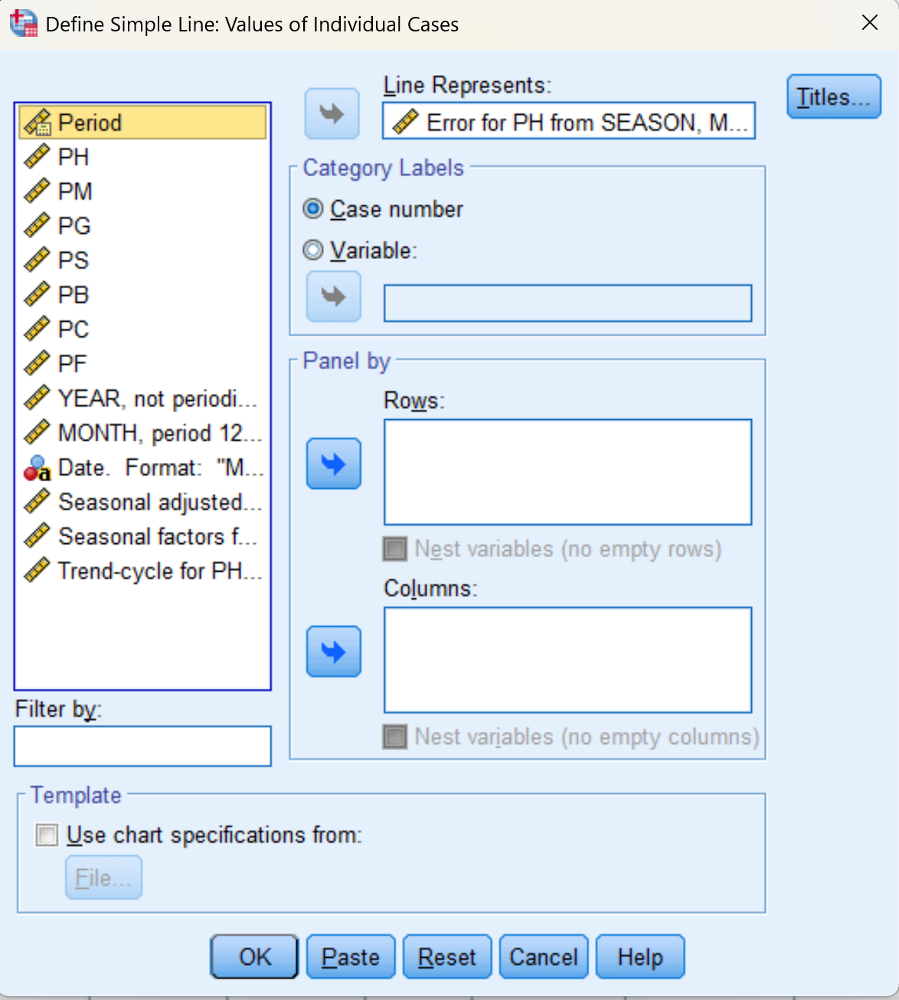 Define Simple Line: Values of Individual Cases
Period
PH
PM
PG
PS
PB
PC
PF
YEAR, not periodi...
MONTH, period 12...
Date.  Format:  "M...
Seasonal adjusted...
Seasonal factors f...
Trend-cycle for PH...
Filter by:
Line Represents:
Error for PH from SEASON, M...
Titles...
Category Labels
Case number
Variable:
Panel by
Rows:
Nest variables (no empty rows)
Columns:
Nest variables (no empty columns)
Template
Use chart specifications from:
File...
OK Paste Reset Cancel Help